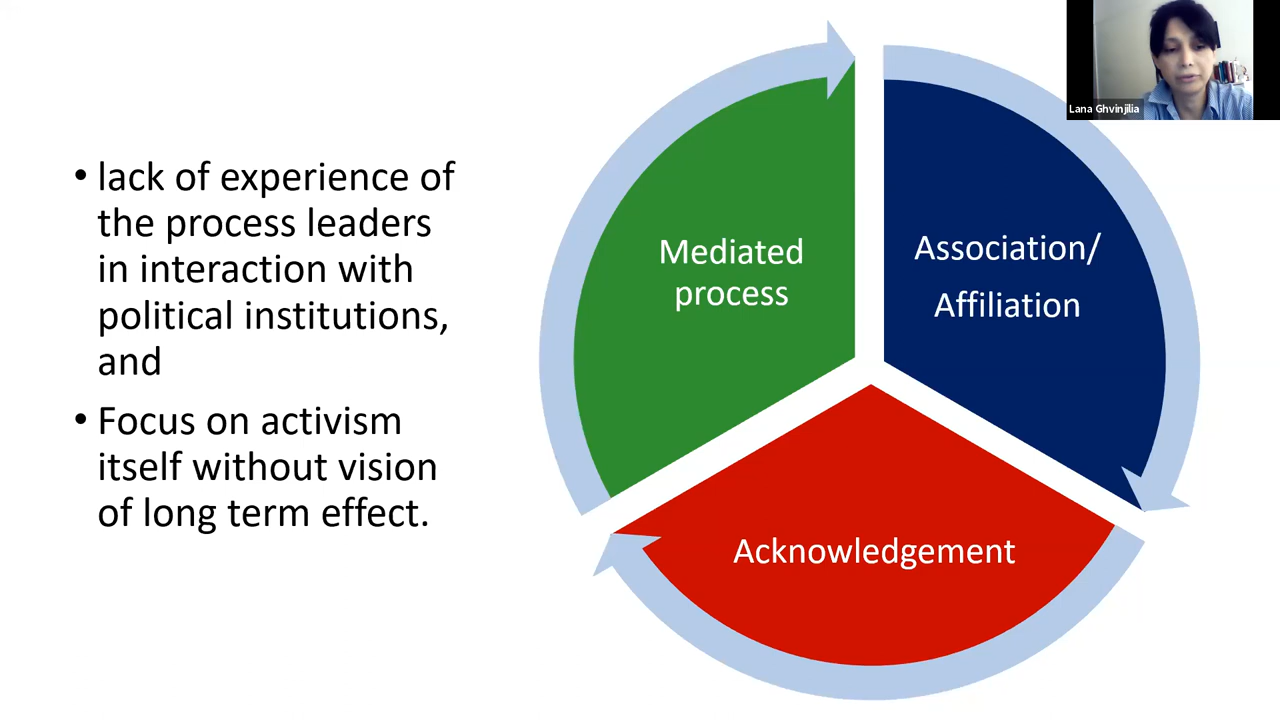 • lack of experience of
the process leaders
in interaction with
political institutions,
and
• Focus on activism
itself without vision
of long term effect.
Mediated
process
Association/
Affiliation
Acknowledgement
Lana Ghvinjilia